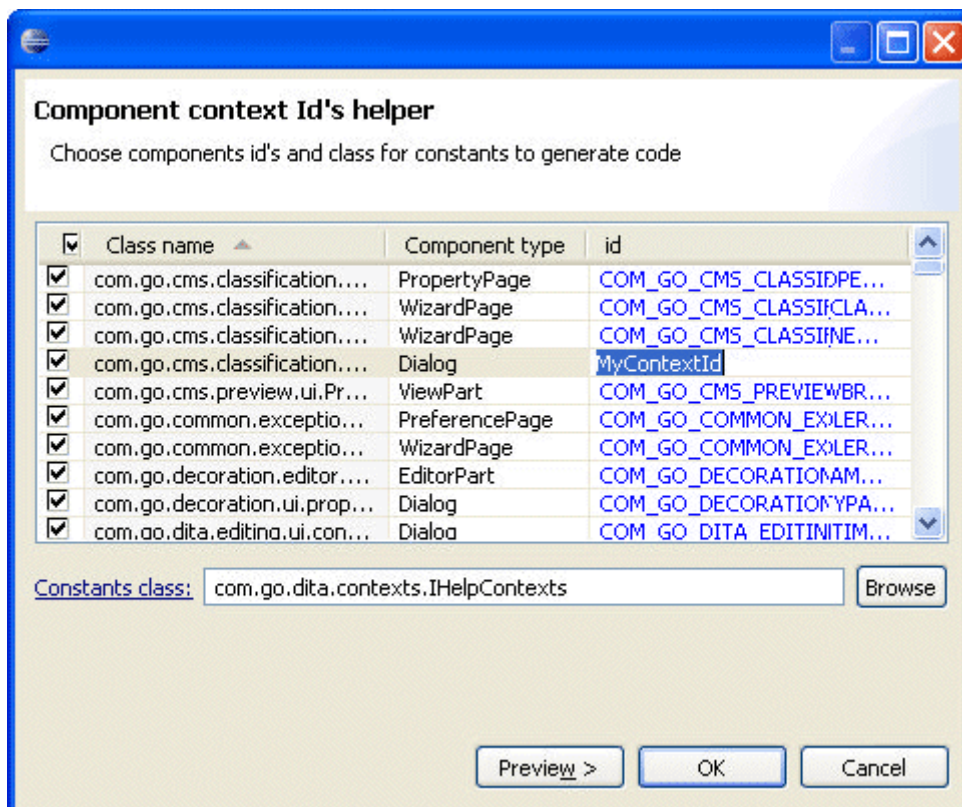 Component context Id's helper
Choose components id's and class for constants to generate code
Class name Component type id
com.go.cms.classification.... PropertyPage COM_GO_CMS_CLASSIDPE...
com.go.cms.classification.... WizardPage COM_GO_CMS_CLASSIFCLA...
com.go.cms.classification.... WizardPage COM_GO_CMS_CLASSIFNE...
com.go.cms.classification.... Dialog MyContextId
com.go.cms.preview.ui.Pr... ViewPart COM_GO_CMS_PREVIEWBR...
com.go.common.exceptio... PreferencePage COM_GO_COMMON_EXLER...
com.go.common.exceptio... WizardPage COM_GO_COMMON_EXLER...
com.go.decoration.editor.... EditorPart COM_GO_DECORATIONAM...
com.go.decoration.ui.prop... Dialog COM_GO_DECORATIONYPA...
com.go.dita.editing.ui.con... Dialog COM_GO_DITA_EDITINITIM...
Constants class: com.go.dita.contexts.IHelpContexts Browse
Preview > OK Cancel